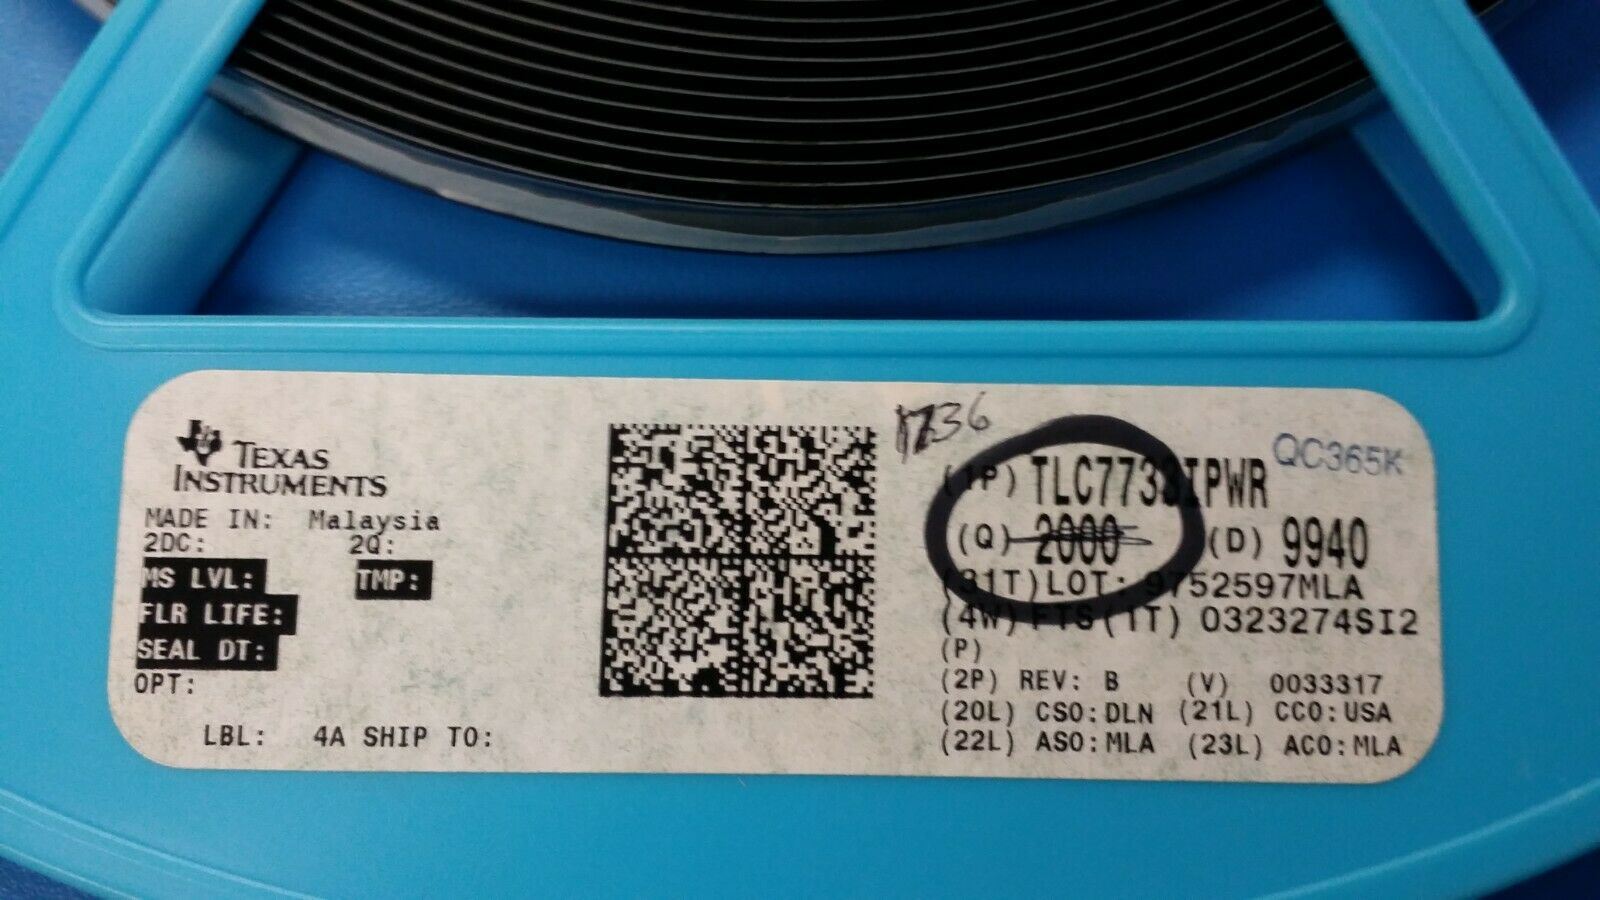 TEXAS
INSTRUMENTS
MADE IN: Malaysia
2DC: 2Q:
MS LVL: TMP:
FLR LIFE:
SEAL DT:
OPT:
LBL: 4A SHIP TO:
1736
QC365K
(1P) TLC7733IPWR
(Q) 2000 (D) 9940
(31T)LOT: 9752597MLA
(4W) FTS(1T) 0323274SI2
(P)
(2P) REV: B (V) 0033317
(20L) CSO:DLN (21L) CCO:USA
(22L) ASO:MLA (23L) ACO:MLA